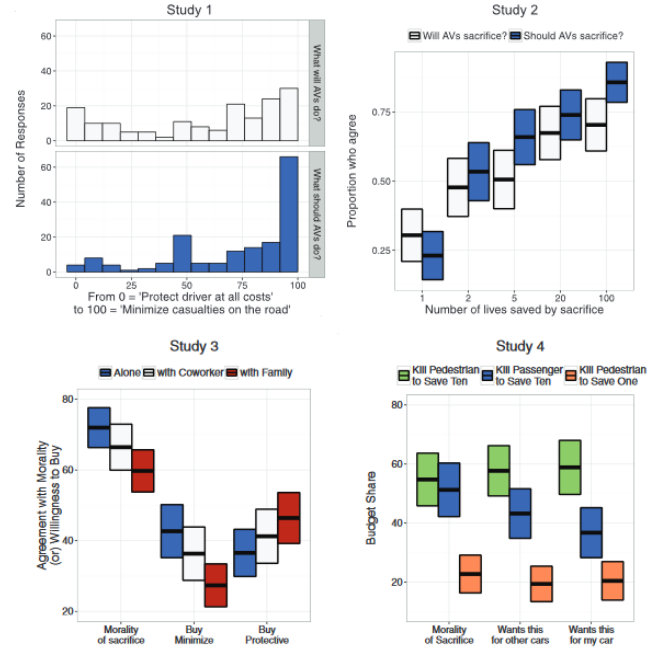 Study 1
60
40
20
0
What will AVs do?
Number of Responses
60
40
20
0
What should AVs do?
0 25 50 75 100
From 0 = 'Protect driver at all costs'
to 100 = 'Minimize casualties on the road'
Study 2
Will AVs sacrifice? Should AVs sacrifice?
Proportion who agree
0.75
0.50
0.25
1 2 5 20 100
Number of lives saved by sacrifice
Study 3
Alone with Coworker with Family
Agreement with Morality
(or) Willingness to Buy
80
60
40
20
Morality Buy Buy
of sacrifice Minimize Protective
Study 4
Kill Pedestrian Kill Passenger Kill Pedestrian
to Save Ten to Save Ten to Save One
Budget Share
80
60
40
20
Morality Wants this Wants this
of Sacrifice for other cars for my car